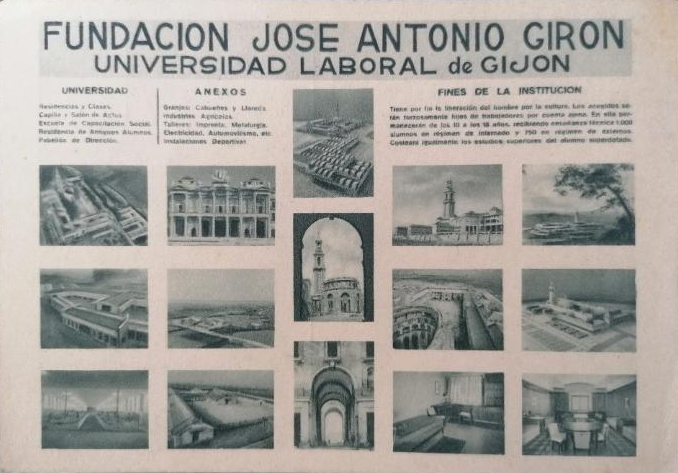 FUNDACION JOSE ANTONIO GIRON
UNIVERSIDAD LABORAL de GIJON
UNIVERSIDAD
Residencias y Clases.
Capilla y Salón de Actos.
Escuela de Capacitación Social.
Residencia de Antiguos Alumnos.
Pabellón de Dirección.
ANEXOS
Granjas: Cabueñes y Lloreda.
Industrias Agrícolas.
Talleres: Imprenta, Metalurgia,
Electricidad, Automovilismo, etc.
Instalaciones Deportivas
FINES DE LA INSTITUCION
Tiene por fin la liberación del hombre por la cultura. Los acogidos se-
rán forzosamente hijos de trabajadores por cuenta ajena. En ella per-
manecerán de los 10 a los 18 años, recibiendo enseñanza técnica 1.000
alumnos en régimen de internado y 750 en régimen de externos.
Costeará igualmente los estudios superiores del alumno superdotado.